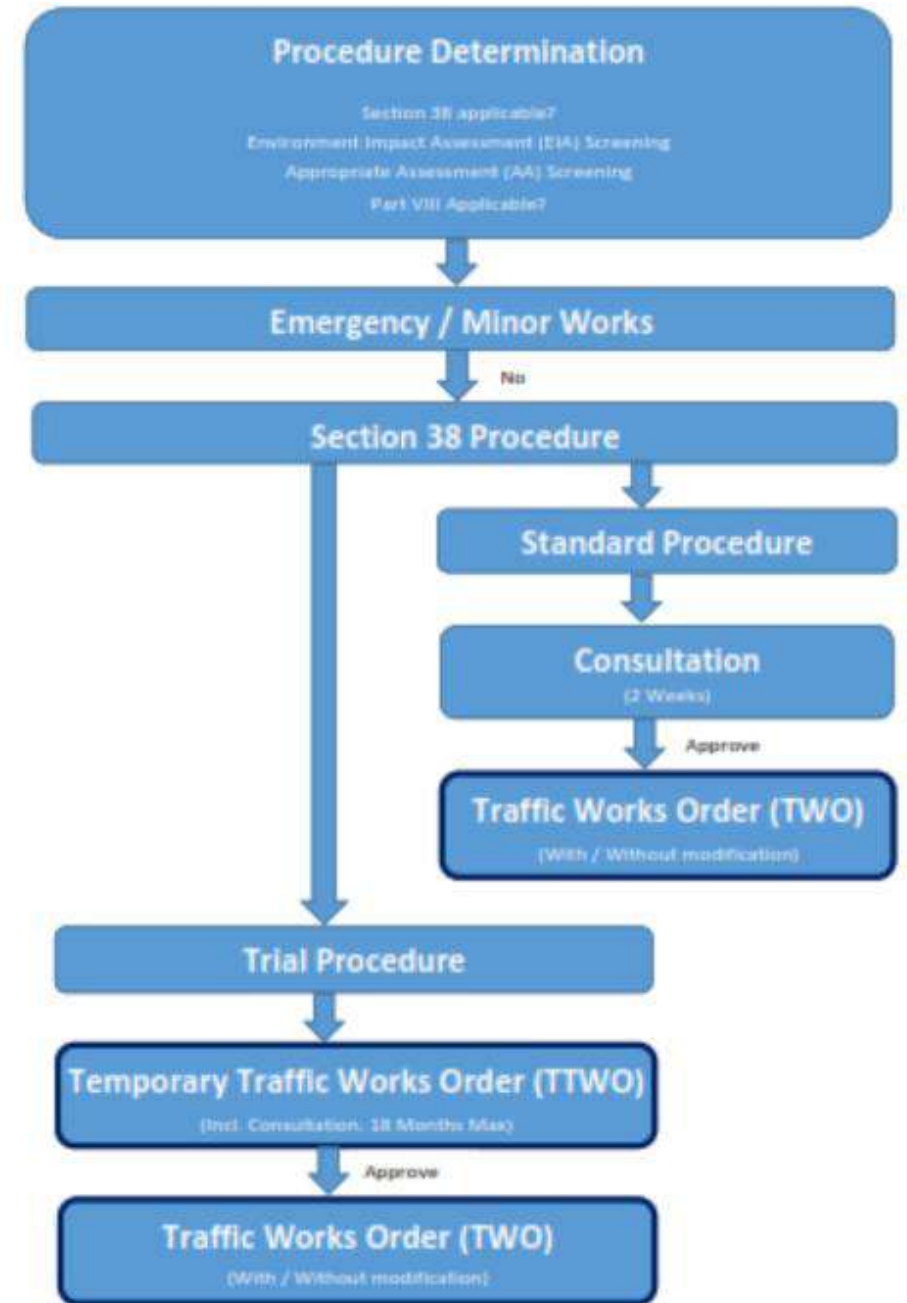 Procedure Determination
Section 38 applicable?
Environment Impact Assessment (EIA) Screening
Appropriate Assessment (AA) Screening
Part VIII Applicable?
Emergency / Minor Works
No
Section 38 Procedure
Standard Procedure
Consultation
(2 Weeks)
Approve
Traffic Works Order (TWO)
(With / Without modification)
Trial Procedure
Temporary Traffic Works Order (TTWO)
(Incl. Consultation. 18 Months Max)
Approve
Traffic Works Order (TWO)
(With / Without modification)